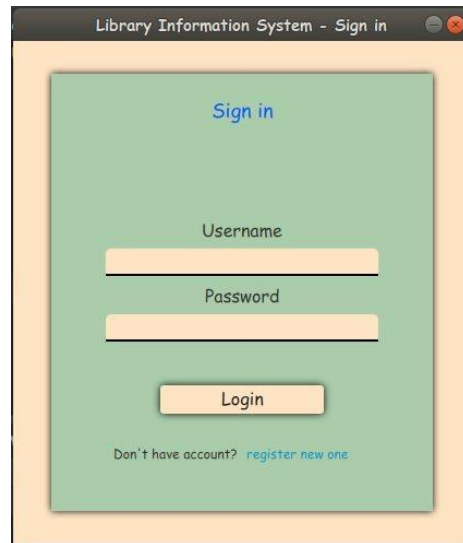 Library Information System - Sign in
Sign in
Username
Password
Login
Don't have account? register new one